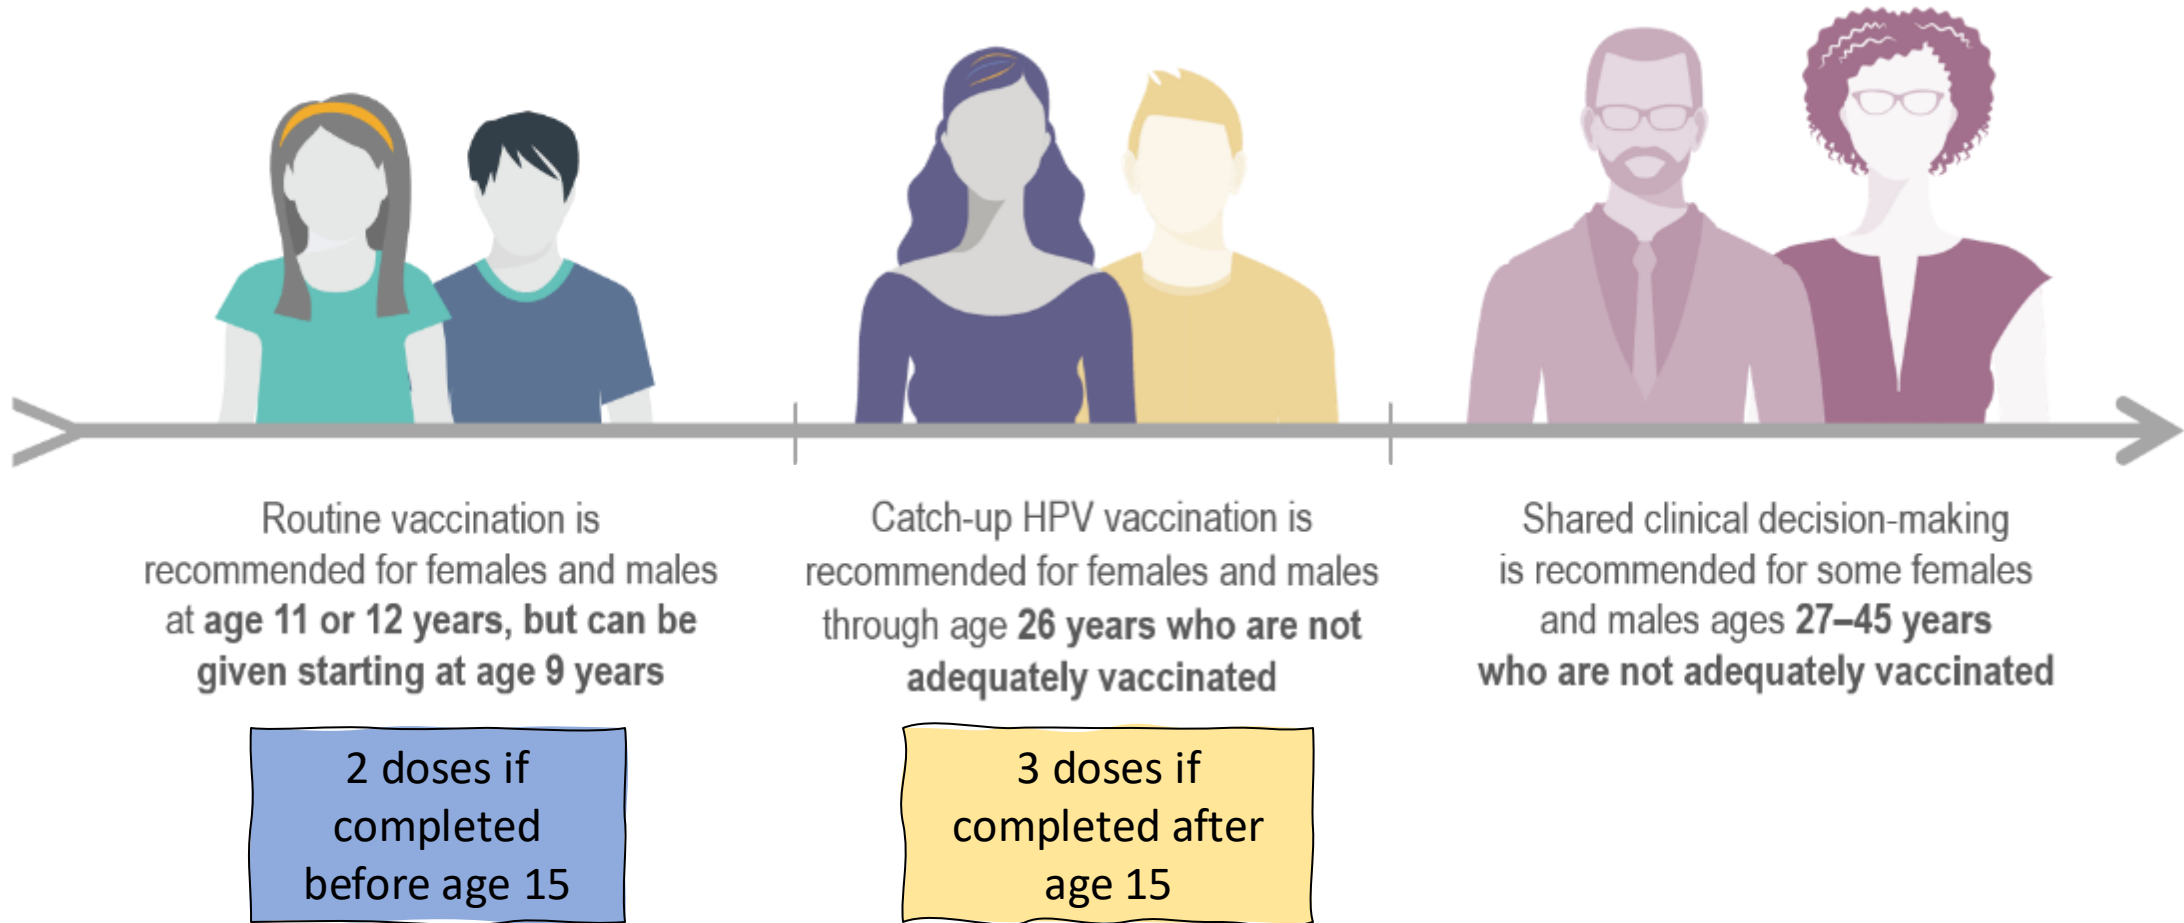 Routine vaccination is
recommended for females and males
at age 11 or 12 years, but can be
given starting at age 9 years
2 doses if
completed
before age 15
Catch-up HPV vaccination is
recommended for females and males
through age 26 years who are not
adequately vaccinated
3 doses if
completed after
age 15
Shared clinical decision-making
is recommended for some females
and males ages 27–45 years
who are not adequately vaccinated